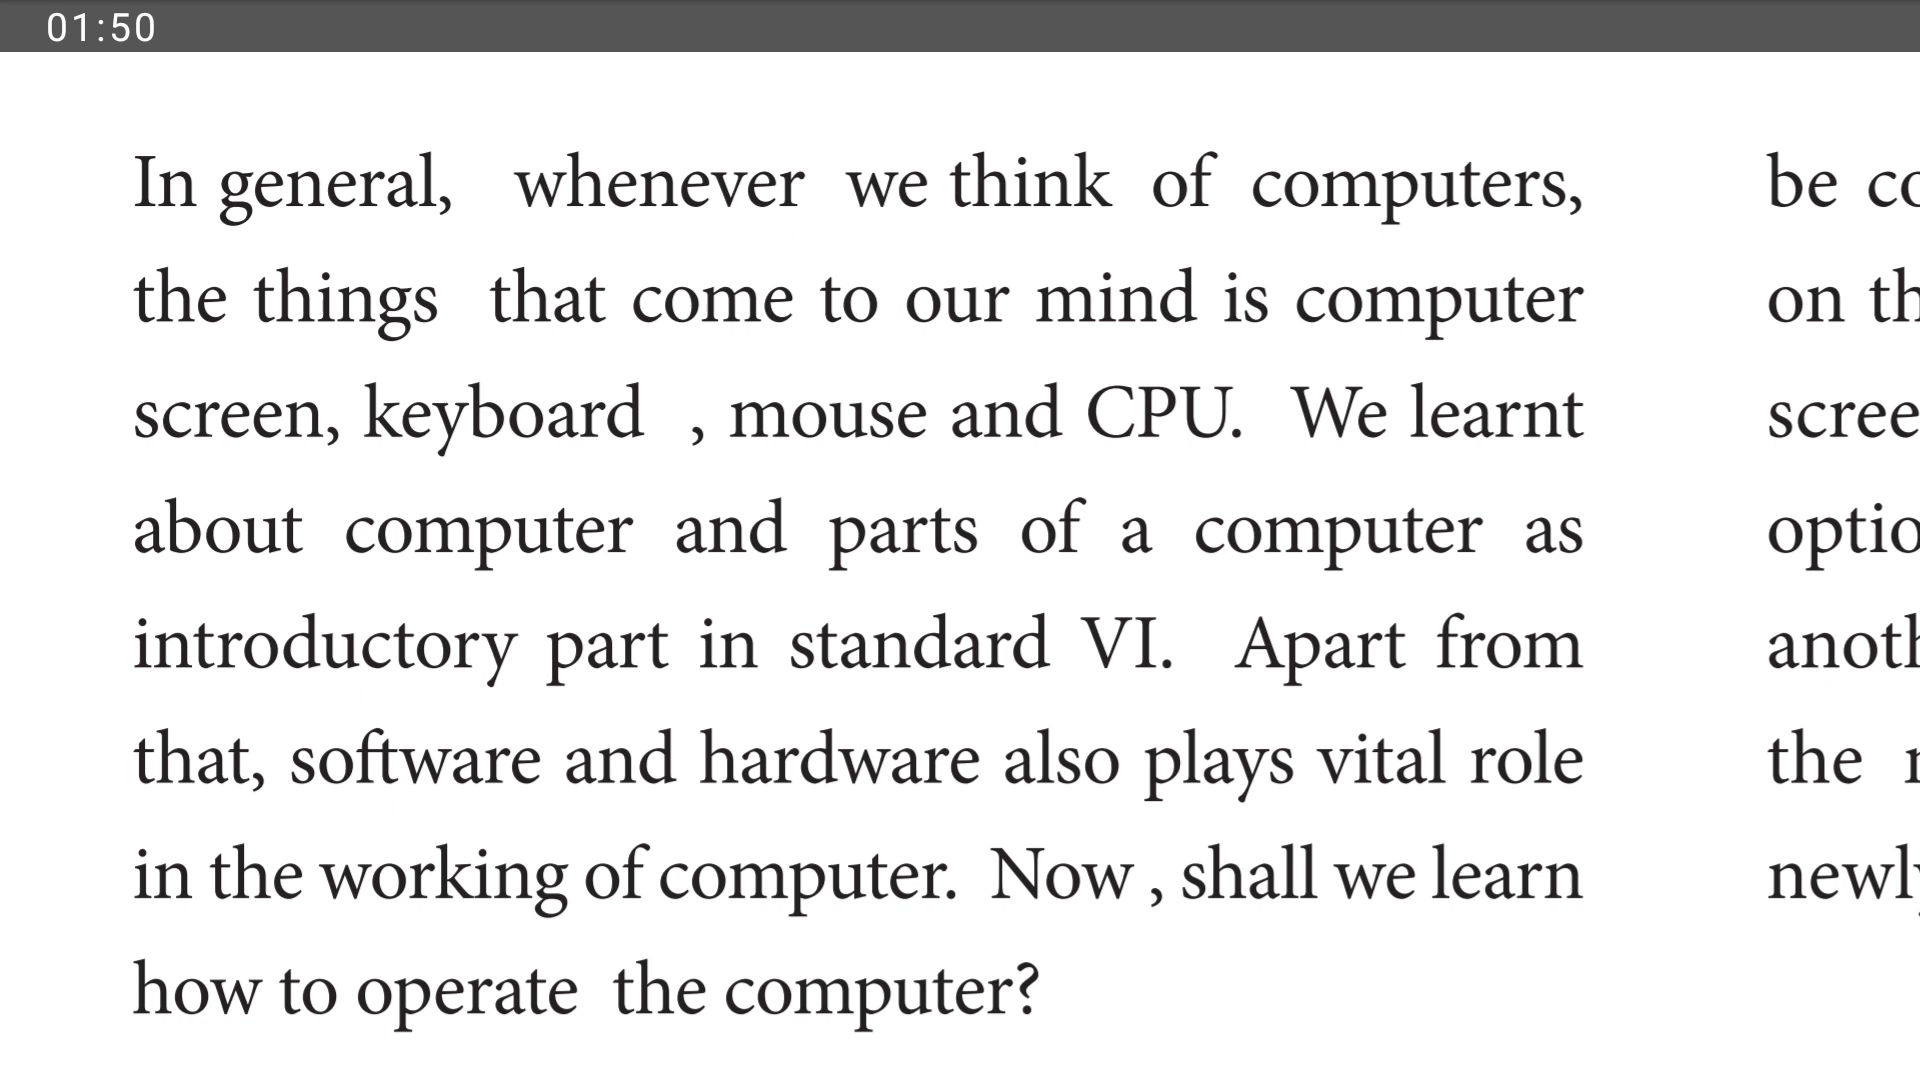 01:50
In general, whenever we think of computers,
the things that come to our mind is computer
screen, keyboard , mouse and CPU. We learnt
about computer and parts of a computer as
introductory part in standard VI. Apart from
that, software and hardware also plays vital role
in the working of computer. Now , shall we learn
how to operate the computer?
be
on
the